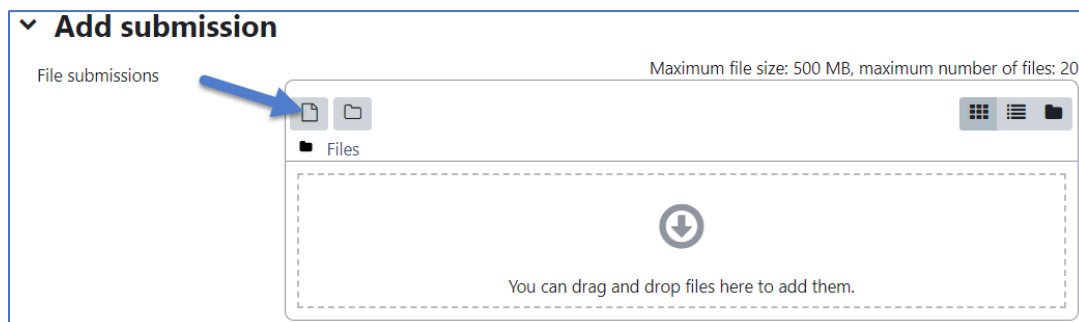 Add submission
File submissions
Maximum file size: 500 MB, maximum number of files: 20
Files
You can drag and drop files here to add them.